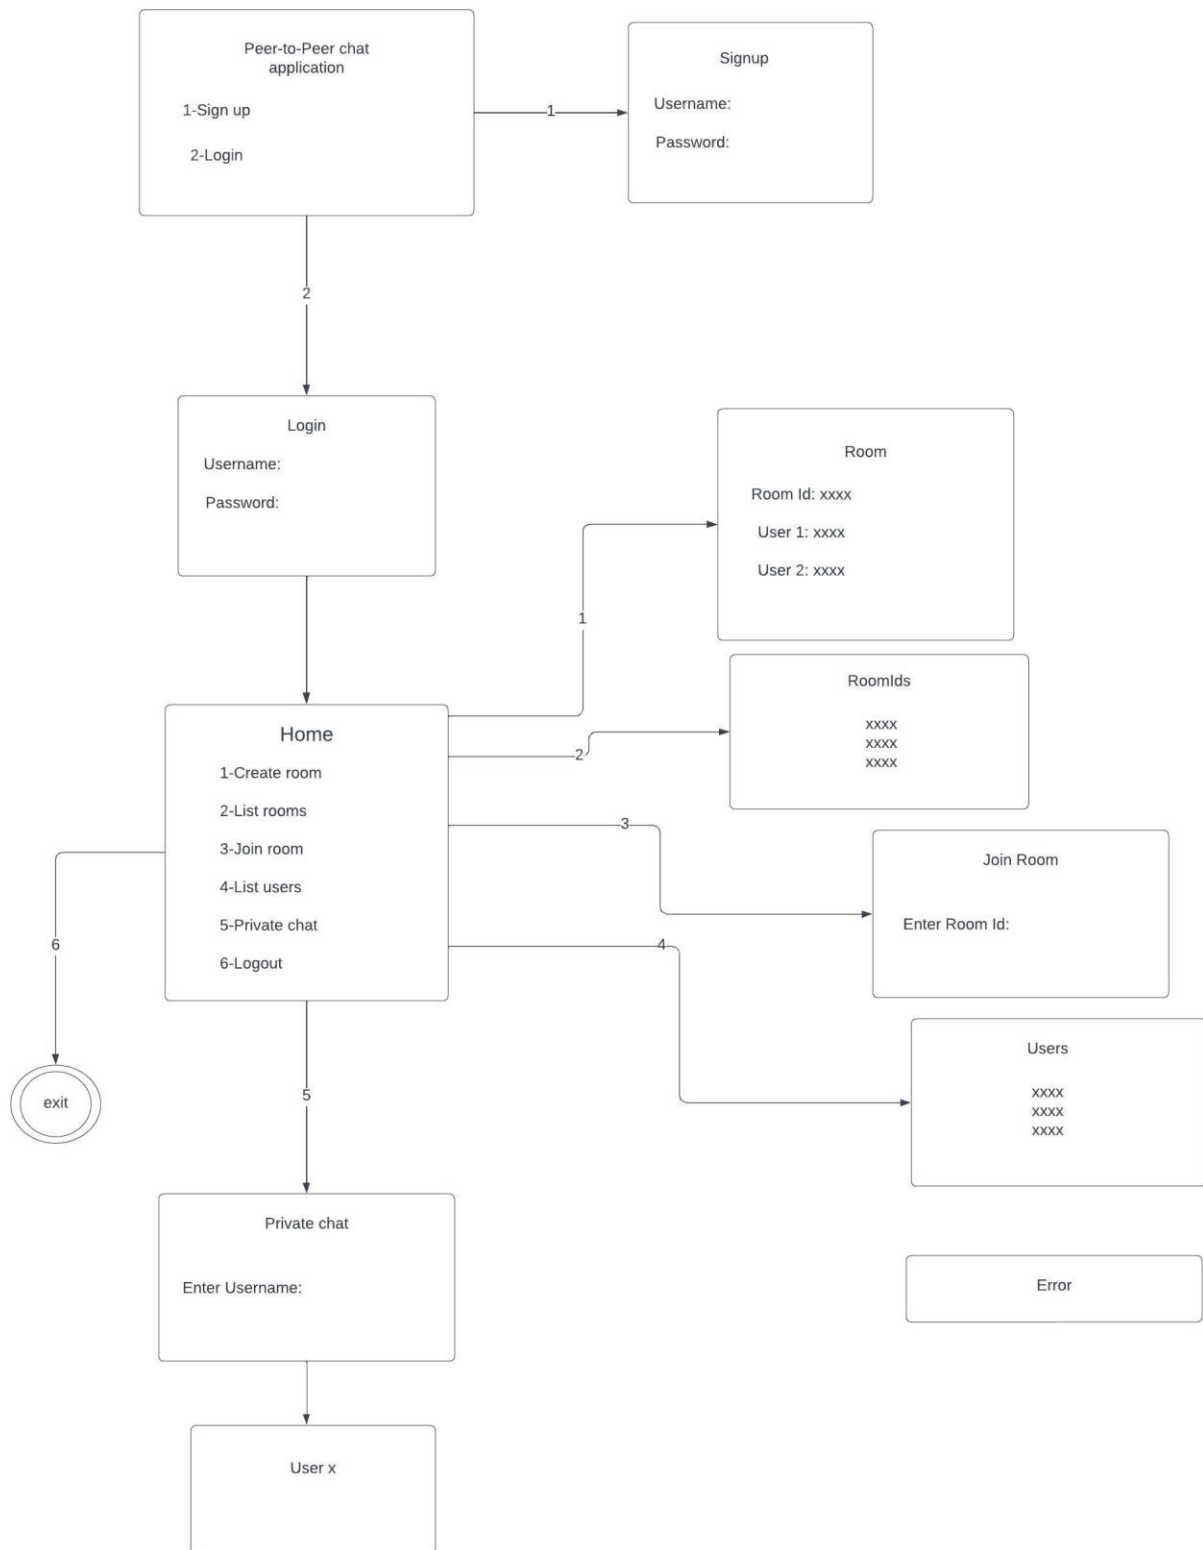 Peer-to-Peer chat
application
1-Sign up
2-Login
1
Signup
Username:
Password:
2
Login
Username:
Password:
Room
Room Id: xxxx
User 1: xxxx
User 2: xxxx
1
Home
1-Create room
2-List rooms
3-Join room
4-List users
5-Private chat
6-Logout
2
RoomIds
xxxx
xxxx
xxxx
3
Join Room
Enter Room Id:
4
Users
xxxx
xxxx
xxxx
6
exit
5
Private chat
Enter Username:
Error
User x